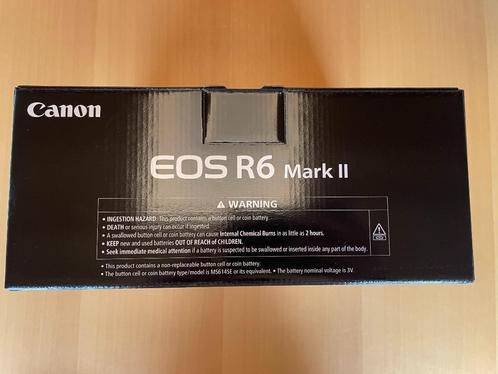 Canon
EOS R6 Mark II
⚠ WARNING
• INGESTION HAZARD: This product contains a button cell or coin battery.
• DEATH or serious injury can occur if ingested.
• A swallowed button cell or coin battery can cause Internal Chemical Burns in as little as 2 hours.
• KEEP new and used batteries OUT OF REACH of CHILDREN.
• Seek immediate medical attention if a battery is suspected to be swallowed or inserted inside any part of the body.
• This product contains a non-replaceable button cell or coin battery.
• The button cell or coin battery type/model is MS614SE or its equivalent. • The battery nominal voltage is 3V.